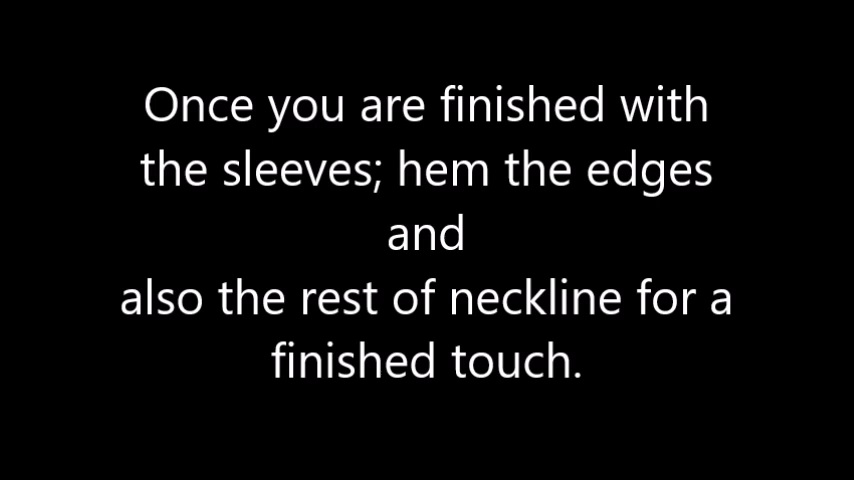 Once you are finished with
the sleeves; hem the edges
and
also the rest of neckline for a
finished touch.